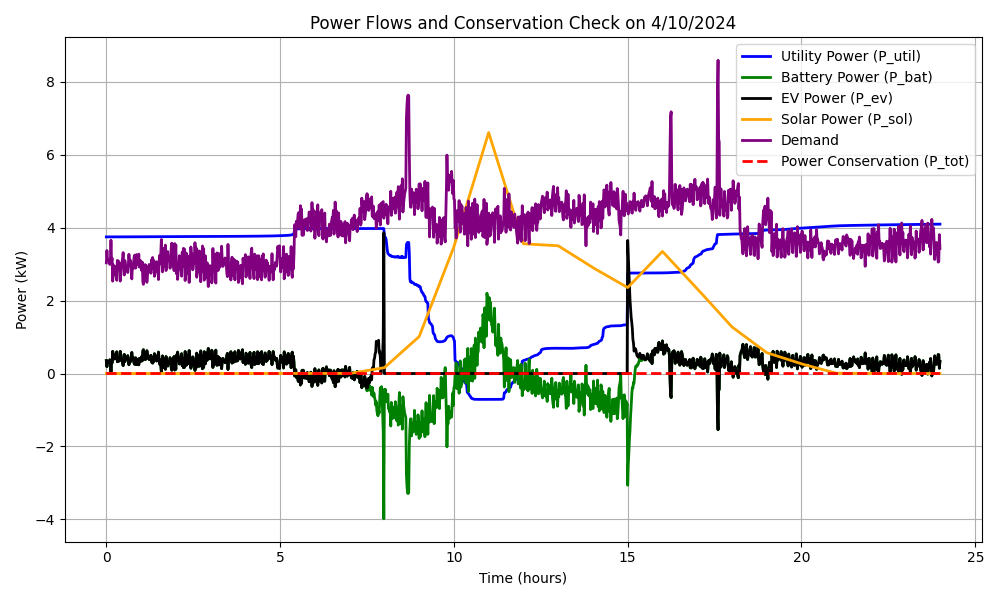 Power Flows and Conservation Check on 4/10/2024
Utility Power (P_util)
Battery Power (P_bat)
EV Power (P_ev)
Solar Power (P_sol)
Demand
Power Conservation (P_tot)
Power (kW)
8
6
4
2
0
−2
−4
0
5
10
15
20
25
Time (hours)